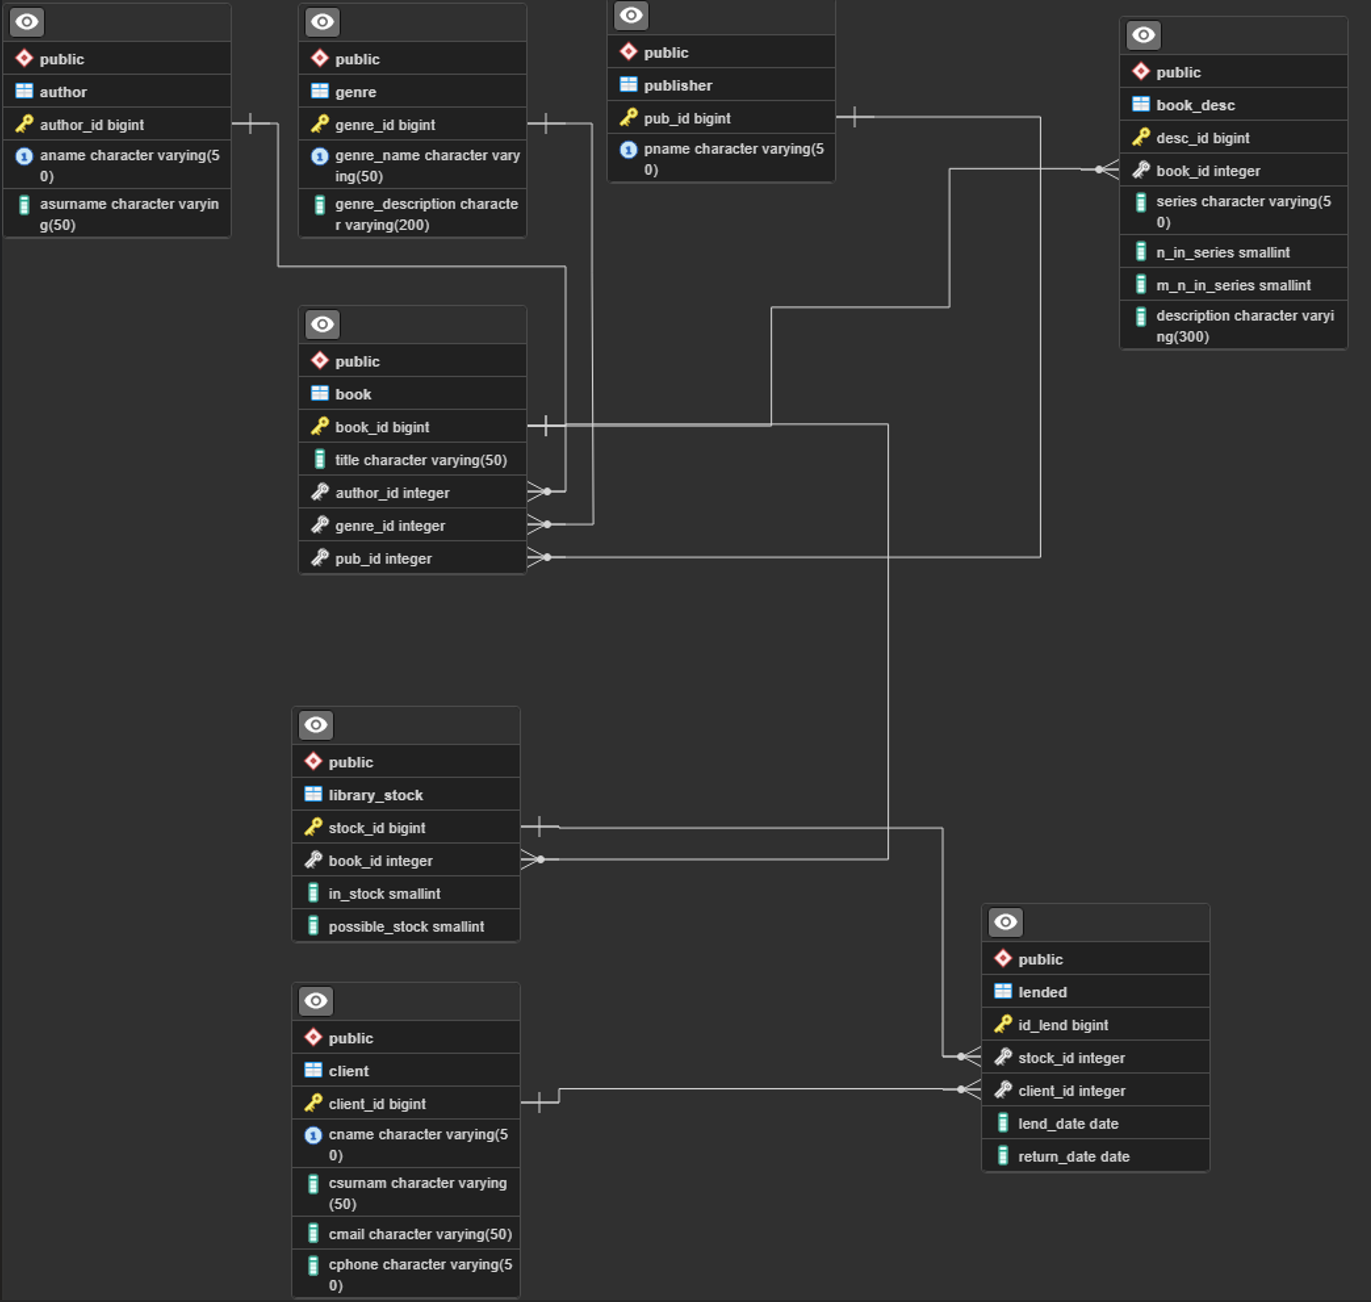 public
author
author_id bigint
aname character varying(5
0)
asurname character varyin
g(50)
public
genre
genre_id bigint
genre_name character vary
ing(50)
genre_description characte
r varying(200)
public
publisher
pub_id bigint
pname character varying(5
0)
public
book_desc
desc_id bigint
book_id integer
series character varying(5
0)
n_in_series smallint
m_n_in_series smallint
description character varyi
ng(300)
public
book
book_id bigint
title character varying(50)
author_id integer
genre_id integer
pub_id integer
public
library_stock
stock_id bigint
book_id integer
in_stock smallint
possible_stock smallint
public
client
client_id bigint
cname character varying(5
0)
csurnam character varying
(50)
cmail character varying(50)
cphone character varying(5
0)
public
lended
id_lend bigint
stock_id integer
client_id integer
lend_date date
return_date date